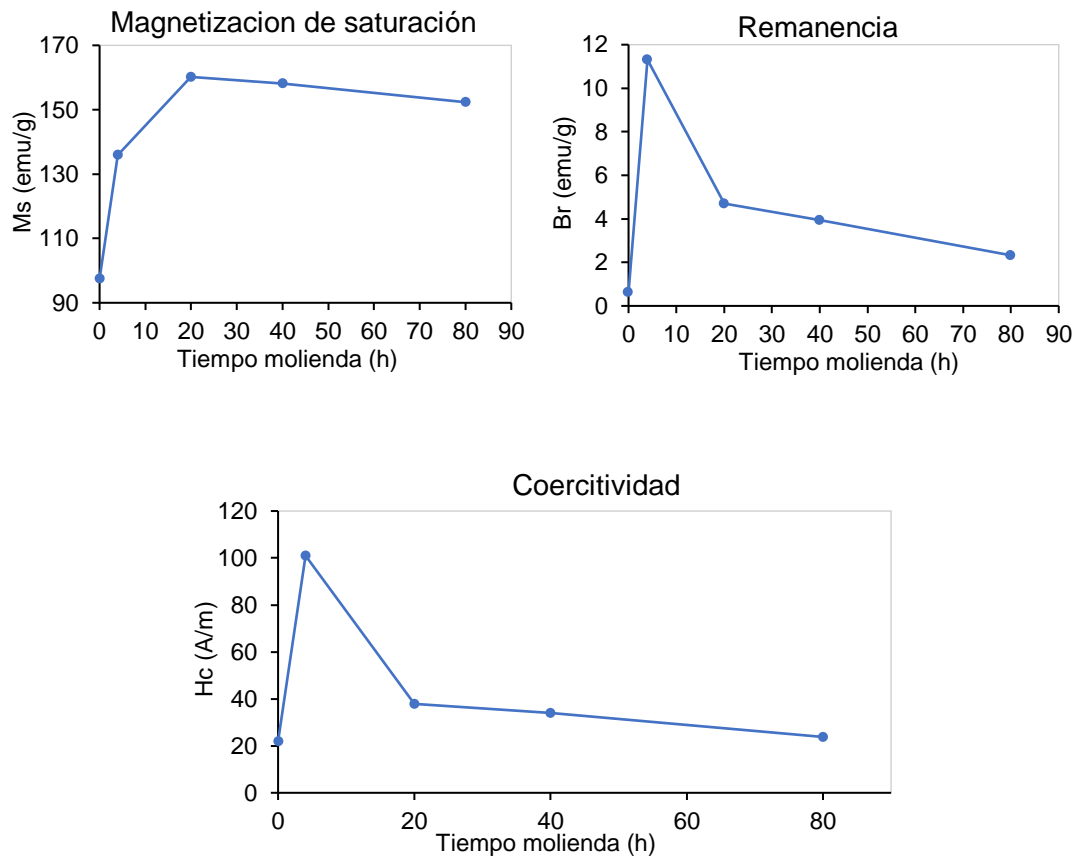 Magnetizacion de saturación
170
150
130
110
90
Ms (emu/g)
0 10 20 30 40 50 60 70 80 90
Tiempo molienda (h)
Remanencia
12
10
8
6
4
2
0
Br (emu/g)
0 10 20 30 40 50 60 70 80 90
Tiempo molienda (h)
Coercitividad
120
100
80
60
40
20
0
Hc (A/m)
0 20 40 60 80
Tiempo molienda (h)